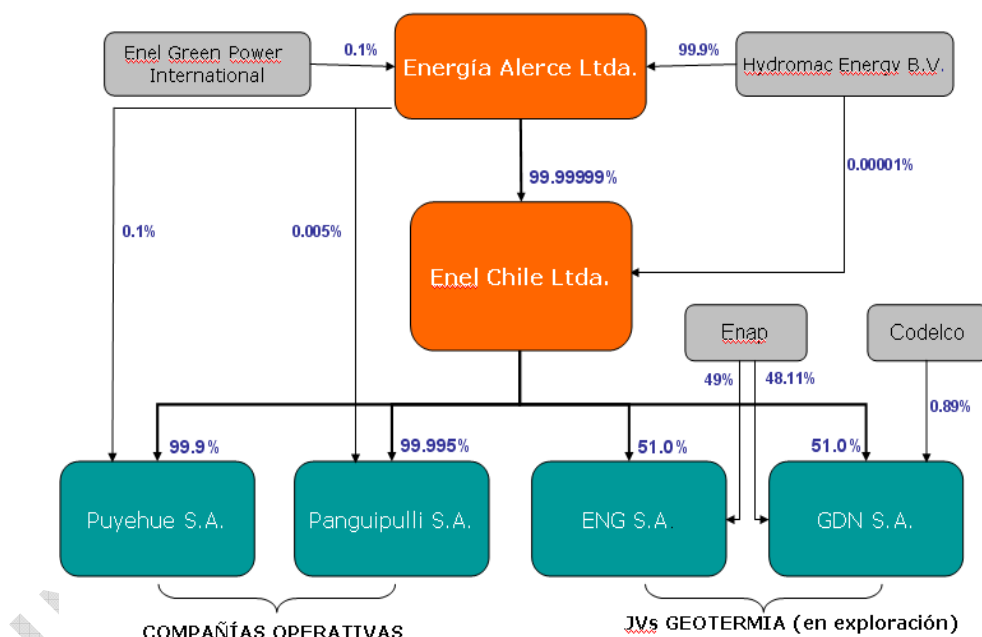 Enel Green Power
International
0.1%
Energía Alerce Ltda.
99.9%
Hydromac Energy B.V.
99.99999%
0.00001%
0.1%
0.005%
Enel Chile Ltda.
Enap
Codelco
49%
48.11%
0.89%
99.9%
99.995%
51.0%
51.0%
Puyehue S.A.
Panguipulli S.A.
ENG S.A.
GDN S.A.
COMPAÑÍAS OPERATIVAS
JVs GEOTERMIA (en exploración)